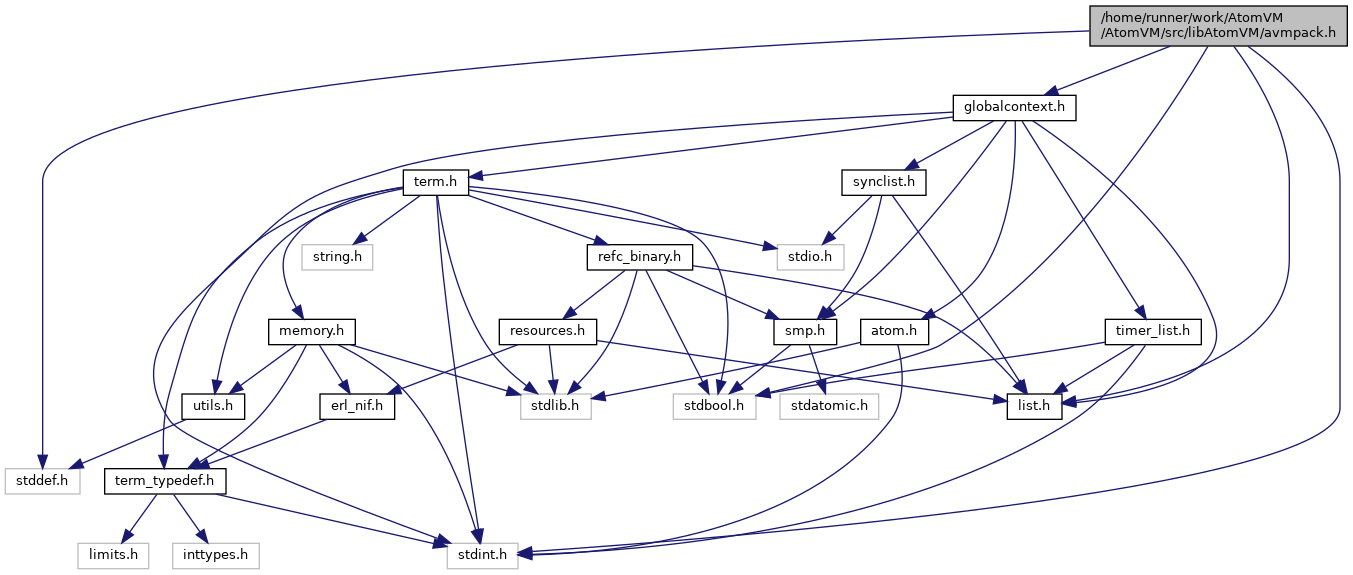 /home/runner/work/AtomVM
/AtomVM/src/libAtomVM/avmpack.h
globalcontext.h
term.h
synclist.h
string.h
refc_binary.h
stdio.h
memory.h
resources.h
smp.h
atom.h
timer_list.h
utils.h
erl_nif.h
stdlib.h
stdbool.h
stdatomic.h
list.h
stddef.h
term_typedef.h
limits.h
inttypes.h
stdint.h